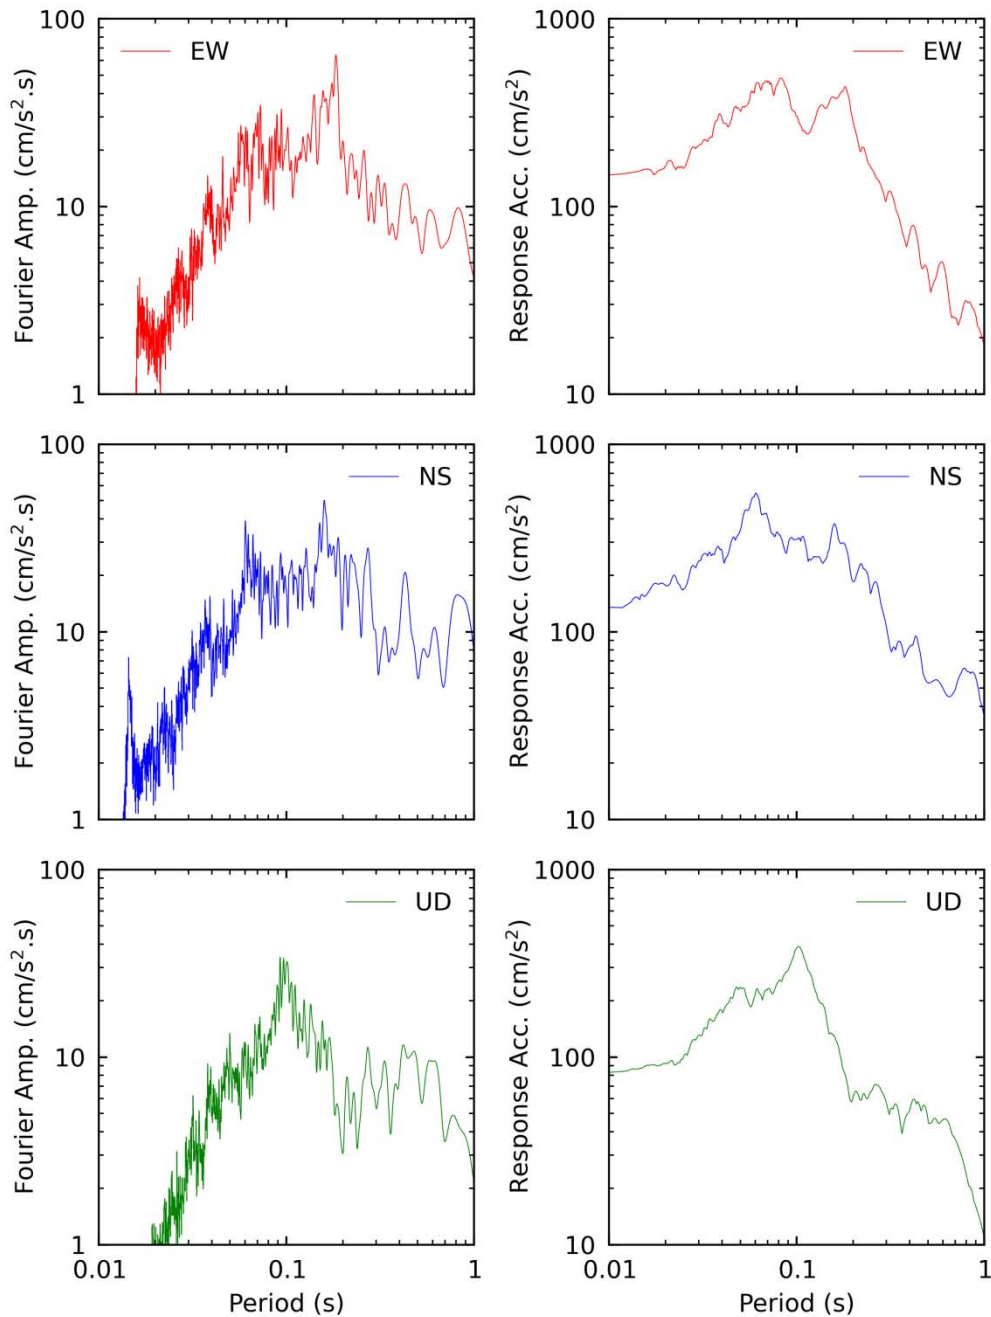 100
10
1
Fourier Amp. (cm/s².s)
EW
1000
100
10
Response Acc. (cm/s²)
EW
100
10
1
Fourier Amp. (cm/s².s)
NS
1000
100
10
Response Acc. (cm/s²)
NS
100
10
1
Fourier Amp. (cm/s².s)
UD
0.01 0.1 1
Period (s)
1000
100
10
Response Acc. (cm/s²)
UD
0.01 0.1 1
Period (s)